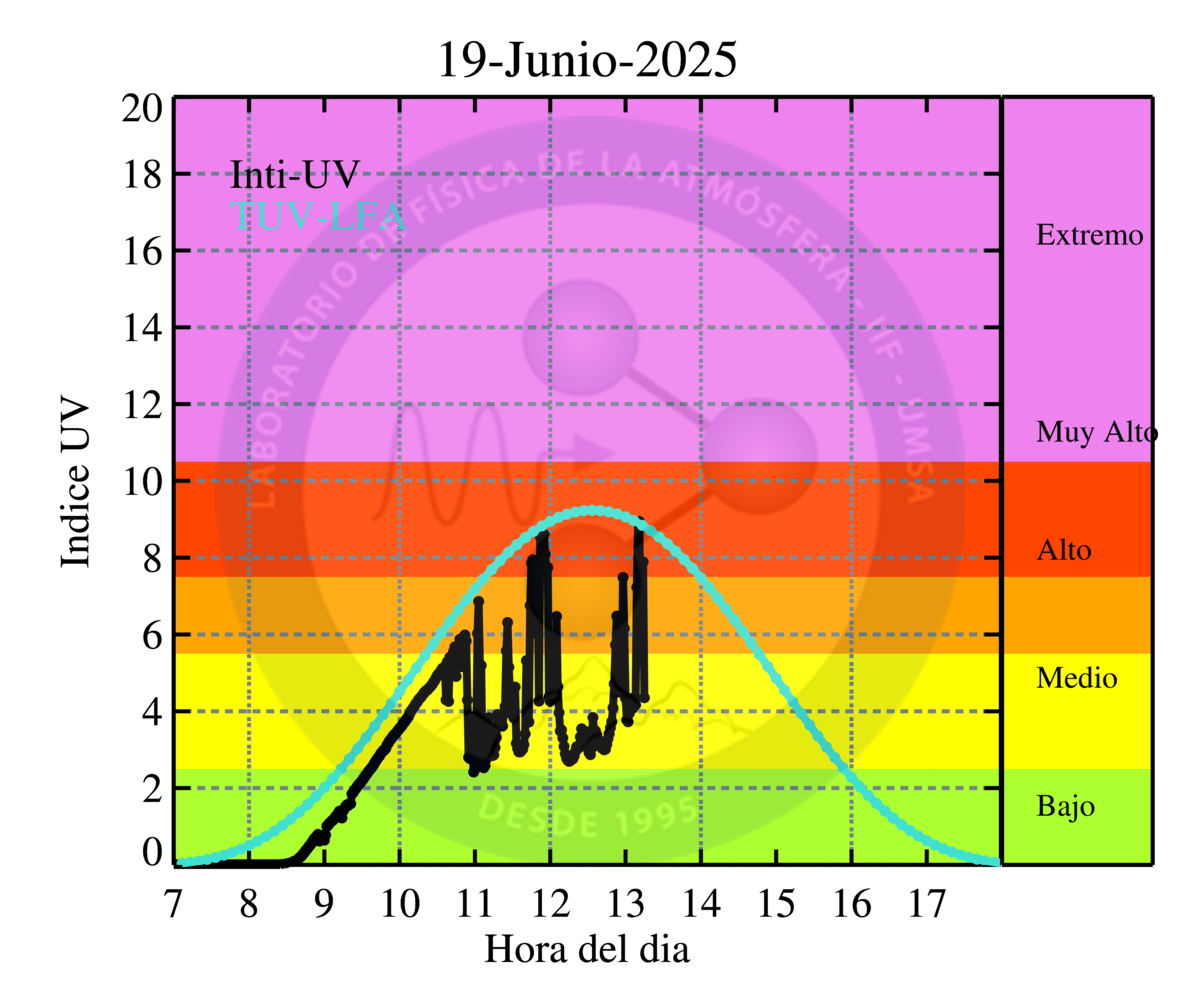 19-Junio-2025
Inti-UV
TUV-LFA
LABORATORIO DE FÍSICA DE LA ATMÓSFERA - IIF - UMSA
DESDE 1995
Indice UV
20
18
16
14
12
10
8
6
4
2
0
Extremo
Muy Alto
Alto
Medio
Bajo
7 8 9 10 11 12 13 14 15 16 17
Hora del dia